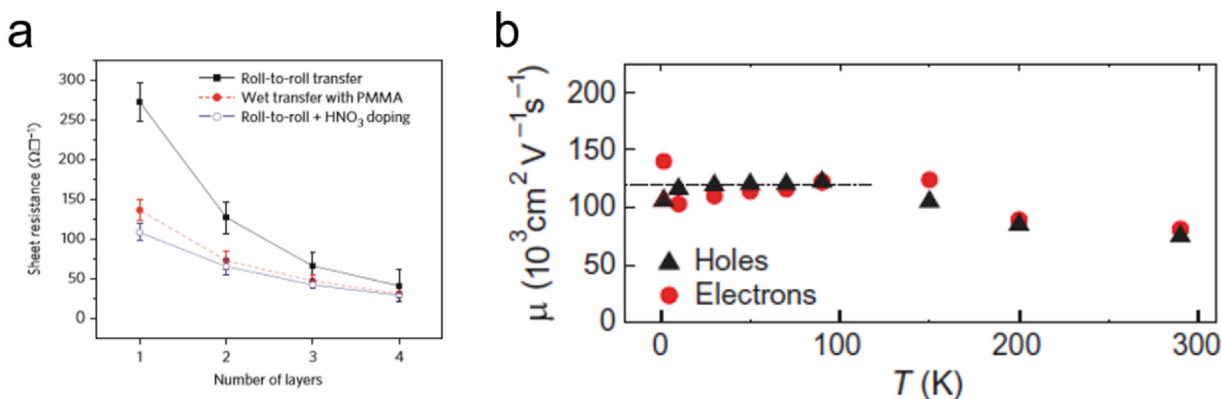 a
Sheet resistance (Ω□⁻¹)
300
250
200
150
100
50
0
Roll-to-roll transfer
Wet transfer with PMMA
Roll-to-roll + HNO₃ doping
1 2 3 4
Number of layers
b
μ (10³cm² V⁻¹s⁻¹)
200
150
100
50
0
Holes
Electrons
0 100 200 300
T (K)